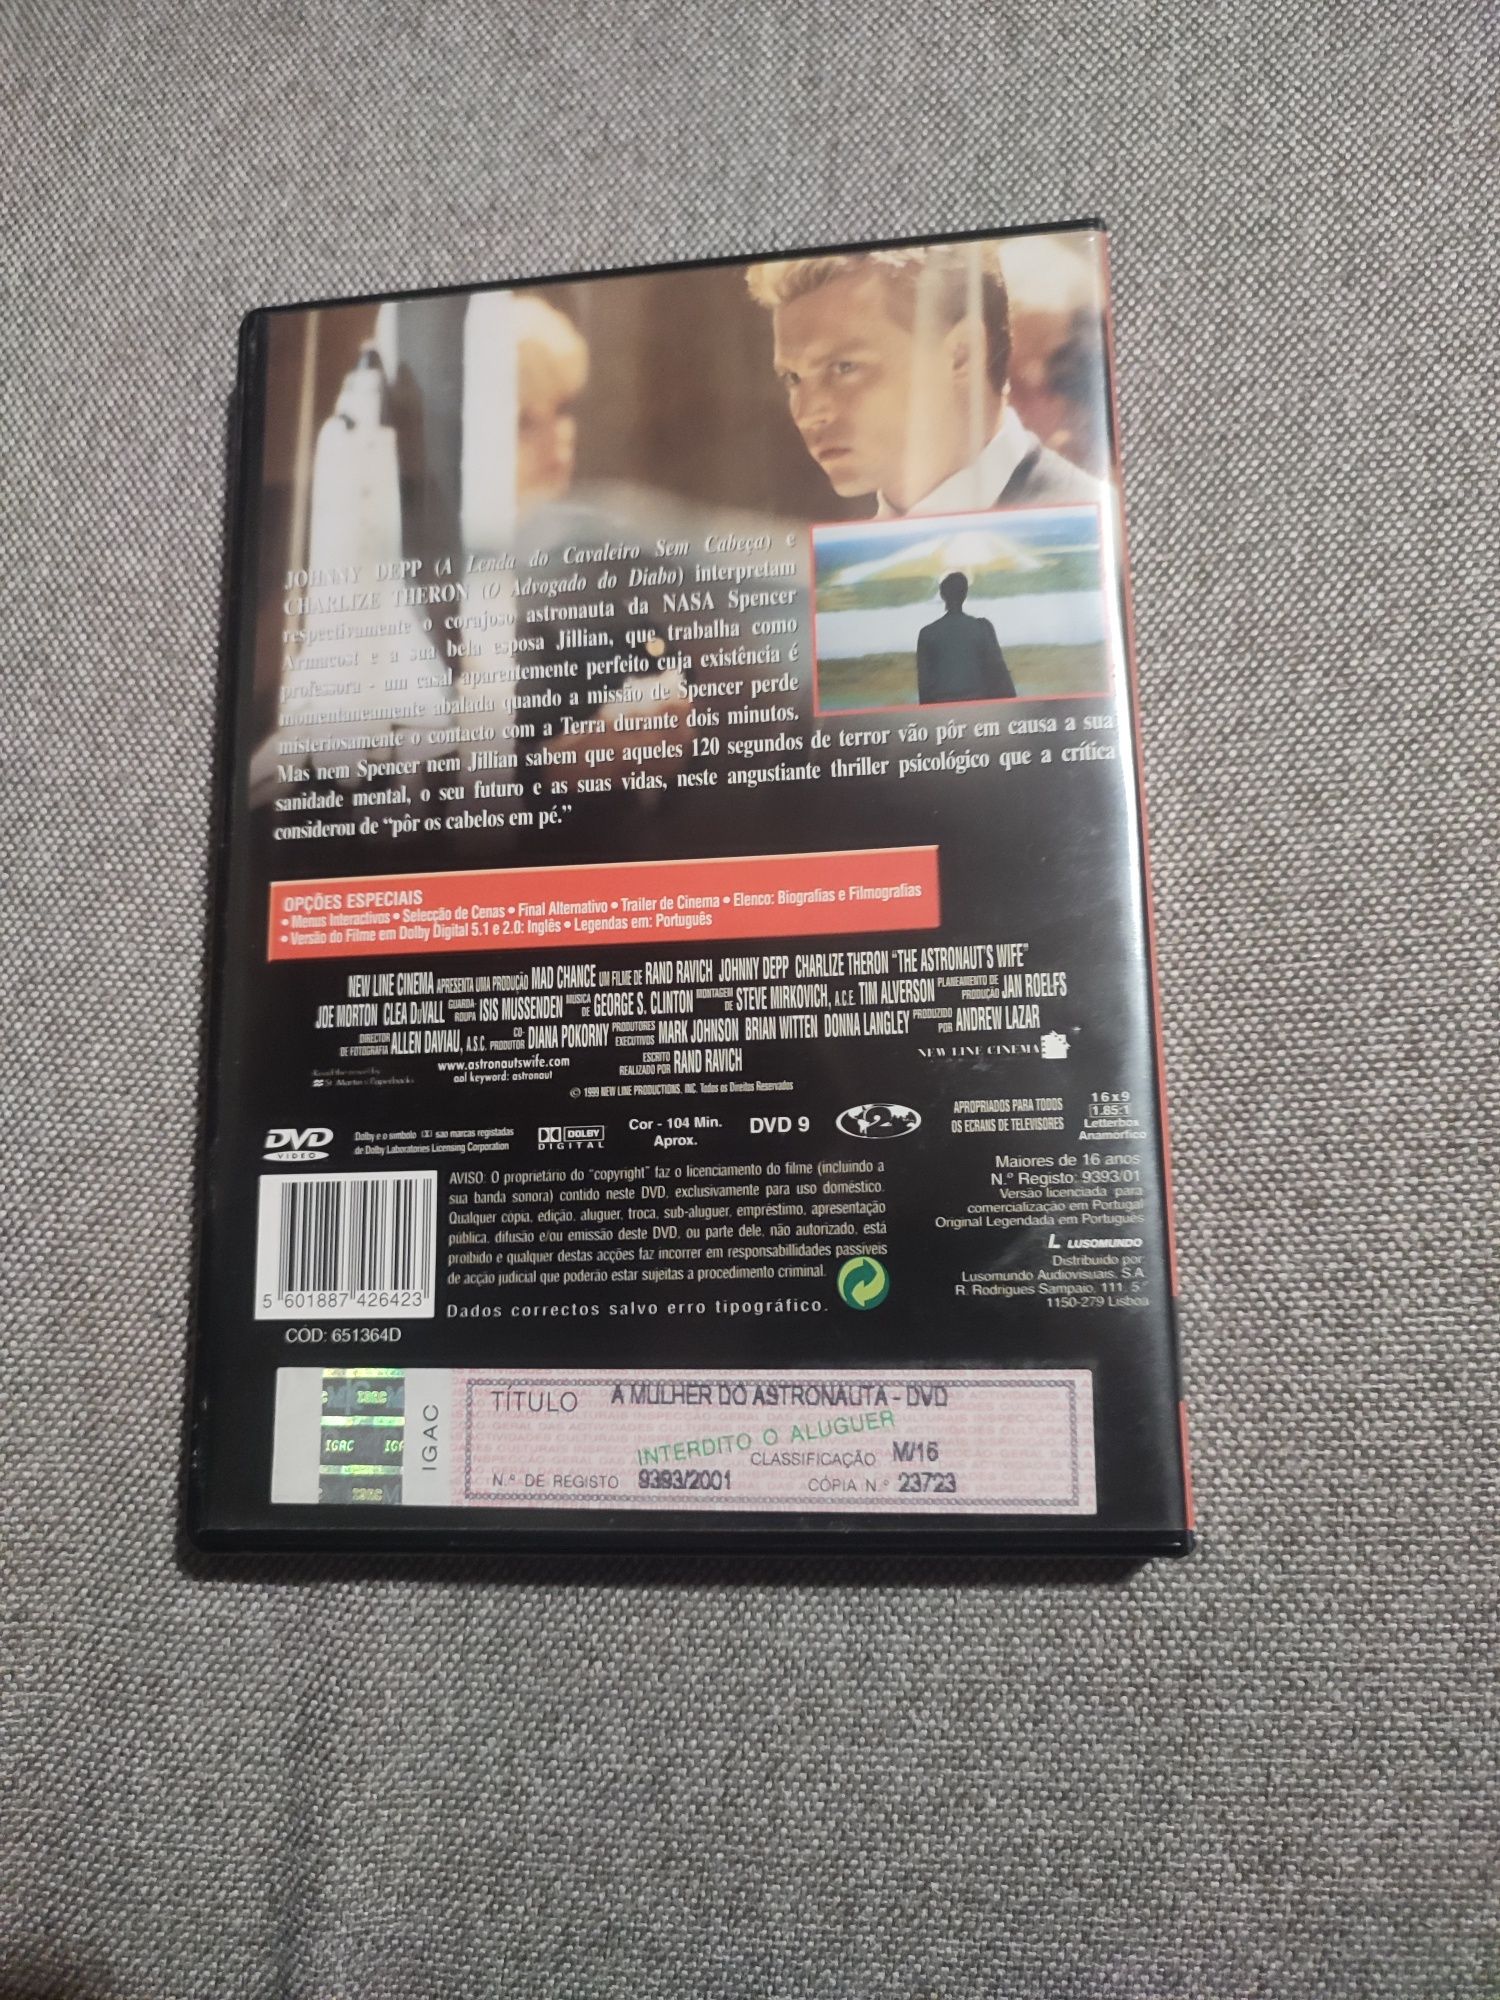 JOHNNY DEPP (A Lenda do Cavaleiro Sem Cabeça) e
CHARLIZE THERON (O Advogado do Diabo) interpretam
respectivamente o corajoso astronauta da NASA Spencer
Armacost e a sua bela esposa Jillian, que trabalha como
professora - um casal aparentemente perfeito cuja existência é
momentaneamente abalada quando a missão de Spencer perde
misteriosamente o contacto com a Terra durante dois minutos.
Mas nem Spencer nem Jillian sabem que aqueles 120 segundos de terror vão pôr em causa a sua
sanidade mental, o seu futuro e as suas vidas, neste angustiante thriller psicológico que a crítica
considerou de “pôr os cabelos em pé.”
OPÇÕES ESPECIAIS
• Menus Interactivos • Selecção de Cenas • Final Alternativo • Trailer de Cinema • Elenco: Biografias e Filmografias
• Versão do Filme em Dolby Digital 5.1 e 2.0: Inglês • Legendas em: Português
NEW LINE CINEMA APRESENTA UMA PRODUÇÃO MAD CHANCE UM FILME DE RAND RAVICH JOHNNY DEPP CHARLIZE THERON "THE ASTRONAUT'S WIFE"
JOE MORTON CLEA DuVALL GUARDA-ROUPA ISIS MUSSENDEN MUSICA DE GEORGE S. CLINTON MONTAGEM DE STEVE MIRKOVICH, A.C.E. TIM ALVERSON PLANEAMENTO DE PRODUÇÃO JAN ROELFS
DIRECTOR DE FOTOGRAFIA ALLEN DAVIAU, A.S.C. CO-PRODUTOR DIANA POKORNY PRODUTORES EXECUTIVOS MARK JOHNSON BRIAN WITTEN DONNA LANGLEY PRODUZIDO POR ANDREW LAZAR
Read the novel by
St. Martin's Paperbacks
www.astronautswife.com
aol keyword: astronaut
ESCRITO REALIZADO POR RAND RAVICH
NEW LINE CINEMA
© 1999 NEW LINE PRODUCTIONS, INC. Todos os Direitos Reservados
DVD
VIDEO
Dolby e o símbolo são marcas registadas
de Dolby Laboratories Licensing Corporation
DOLBY
DIGITAL
Cor - 104 Min.
Aprox.
DVD 9
2
APROPRIADOS PARA TODOS
OS ECRANS DE TELEVISORES
16x9
1.85:1
Letterbox
Anamorfico
AVISO: O proprietário do “copyright” faz o licenciamento do filme (incluindo a
sua banda sonora) contido neste DVD, exclusivamente para uso doméstico.
Qualquer cópia, edição, aluguer, troca, sub-aluguer, empréstimo, apresentação
pública, difusão e/ou emissão deste DVD, ou parte dele, não autorizado, está
proibido e qualquer destas acções faz incorrer em responsabillidades passíveis
de acção judicial que poderão estar sujeitas a procedimento criminal.
Dados correctos salvo erro tipográfico.
Maiores de 16 anos
N.º Registo: 9393/01
Versão licenciada para
comercialização em Portugal
Original Legendada em Português
L LUSOMUNDO
Distribuído por
Lusomundo Audiovisuais, S.A
R. Rodrigues Sampaio, 111, 5.º
1150-279 Lisboa
5 601887 426423
CÓD: 651364D
IGAC
IGAC
IGAC
TÍTULO A MULHER DO ASTRONAUTA - DVD
INTERDITO O ALUGUER
CLASSIFICAÇÃO M/16
N.º DE REGISTO 9393/2001
CÓPIA N.º 23723